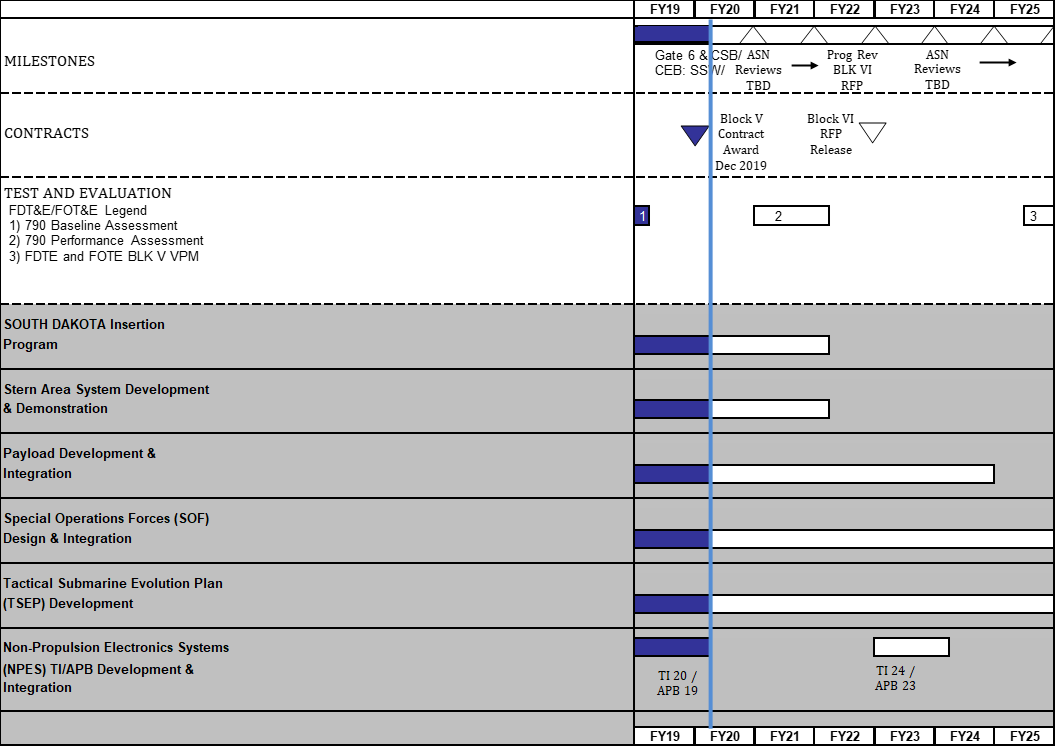 FY19 FY20 FY21 FY22 FY23 FY24 FY25
MILESTONES
Gate 6 & CSB/
CEB: SSW/
ASN
Reviews
TBD
Prog Rev
BLK VI
RFP
ASN
Reviews
TBD
CONTRACTS
Block V
Contract
Award
Dec 2019
Block VI
RFP
Release
TEST AND EVALUATION
FDT&E/FOT&E Legend
1) 790 Baseline Assessment
2) 790 Performance Assessment
3) FDTE and FOTE BLK V VPM
1
2
3
SOUTH DAKOTA Insertion
Program
Stern Area System Development
& Demonstration
Payload Development &
Integration
Special Operations Forces (SOF)
Design & Integration
Tactical Submarine Evolution Plan
(TSEP) Development
Non-Propulsion Electronics Systems
(NPES) TI/APB Development &
Integration
TI 20 /
APB 19
TI 24 /
APB 23
FY19 FY20 FY21 FY22 FY23 FY24 FY25